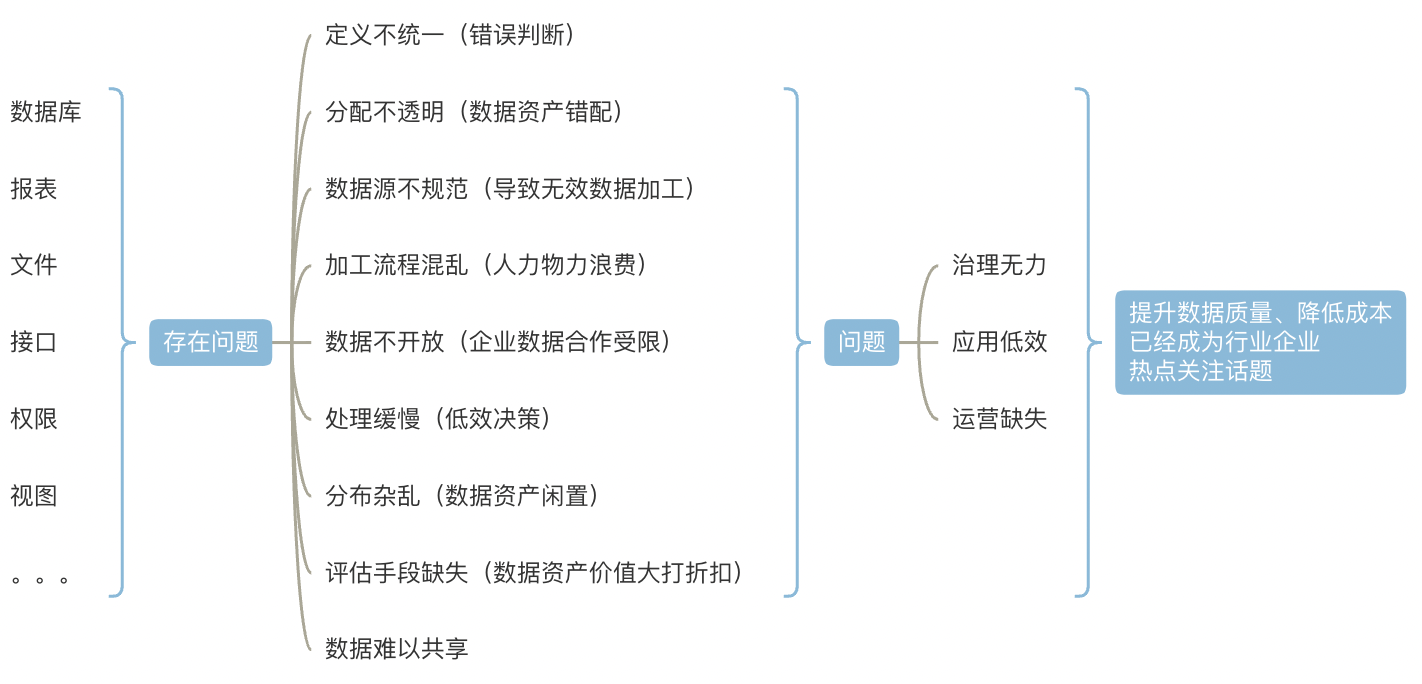 数据库
报表
文件
接口
权限
视图
。。。
存在问题
定义不统一（错误判断）
分配不透明（数据资产错配）
数据源不规范（导致无效数据加工）
加工流程混乱（人力物力浪费）
数据不开放（企业数据合作受限）
处理缓慢（低效决策）
分布杂乱（数据资产闲置）
评估手段缺失（数据资产价值大打折扣）
数据难以共享
问题
治理无力
应用低效
运营缺失
提升数据质量、降低成本
已经成为行业企业
热点关注话题